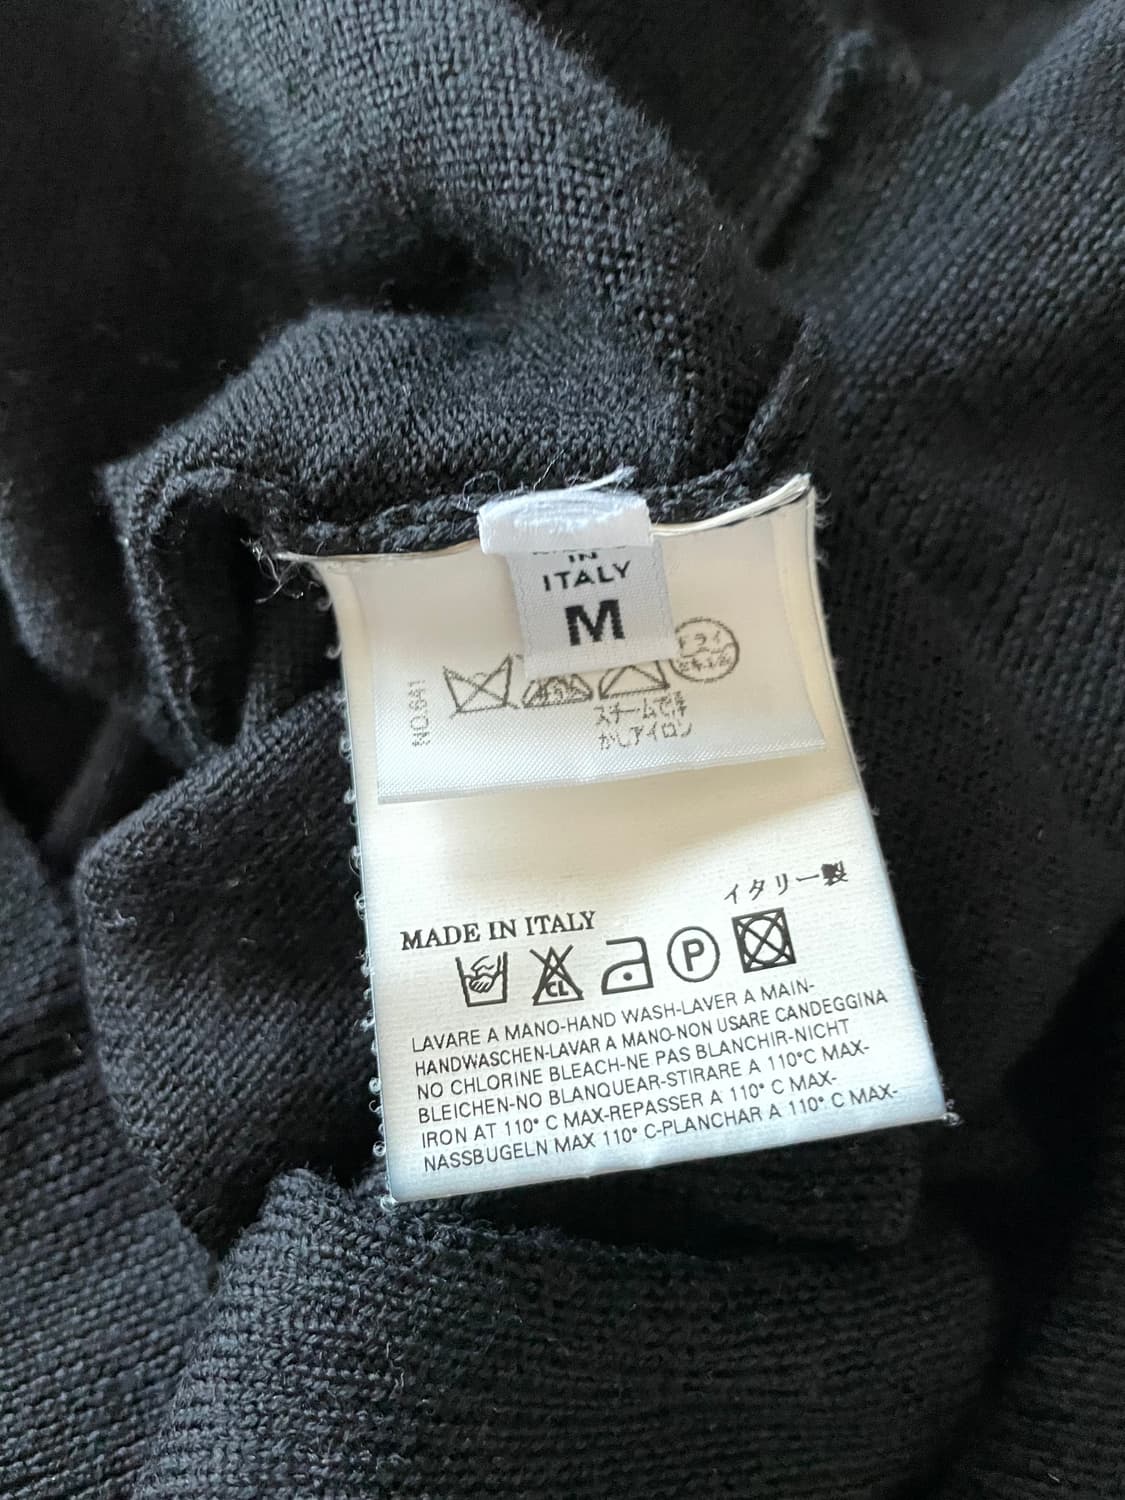 IN
ITALY
M
NO.641
ドライ
スチームで浮
かしアイロン
イタリー製
MADE IN ITALY
CL
P
LAVARE A MANO-HAND WASH-LAVER A MAIN-
HANDWASCHEN-LAVAR A MANO-NON USARE CANDEGGINA
NO CHLORINE BLEACH-NE PAS BLANCHIR-NICHT
BLEICHEN-NO BLANQUEAR-STIRARE A 110°C MAX-
IRON AT 110° C MAX-REPASSER A 110° C MAX-
NASSBUGELN MAX 110° C-PLANCHAR A 110° C MAX-